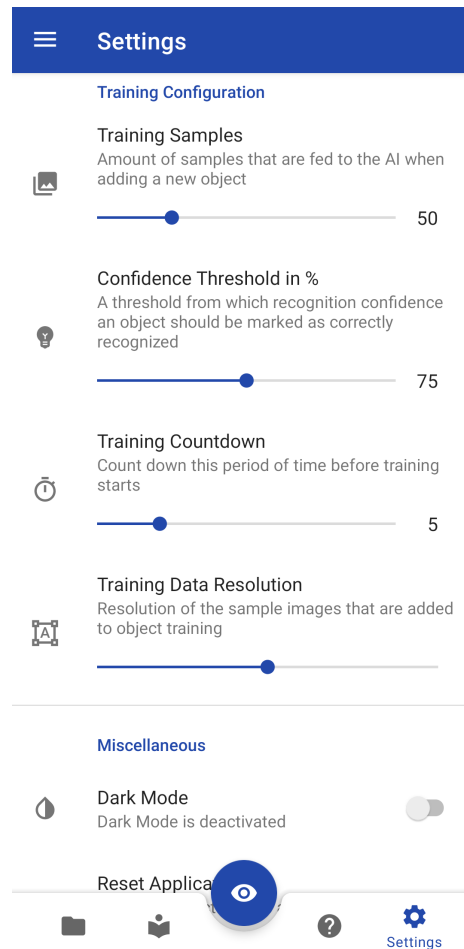 Settings
Training Configuration
Training Samples
Amount of samples that are fed to the AI when
adding a new object
50
Confidence Threshold in %
A threshold from which recognition confidence
an object should be marked as correctly
recognized
75
Training Countdown
Count down this period of time before training
starts
5
Training Data Resolution
Resolution of the sample images that are added
to object training
A
Miscellaneous
Dark Mode
Dark Mode is deactivated
Reset Applica
Settings